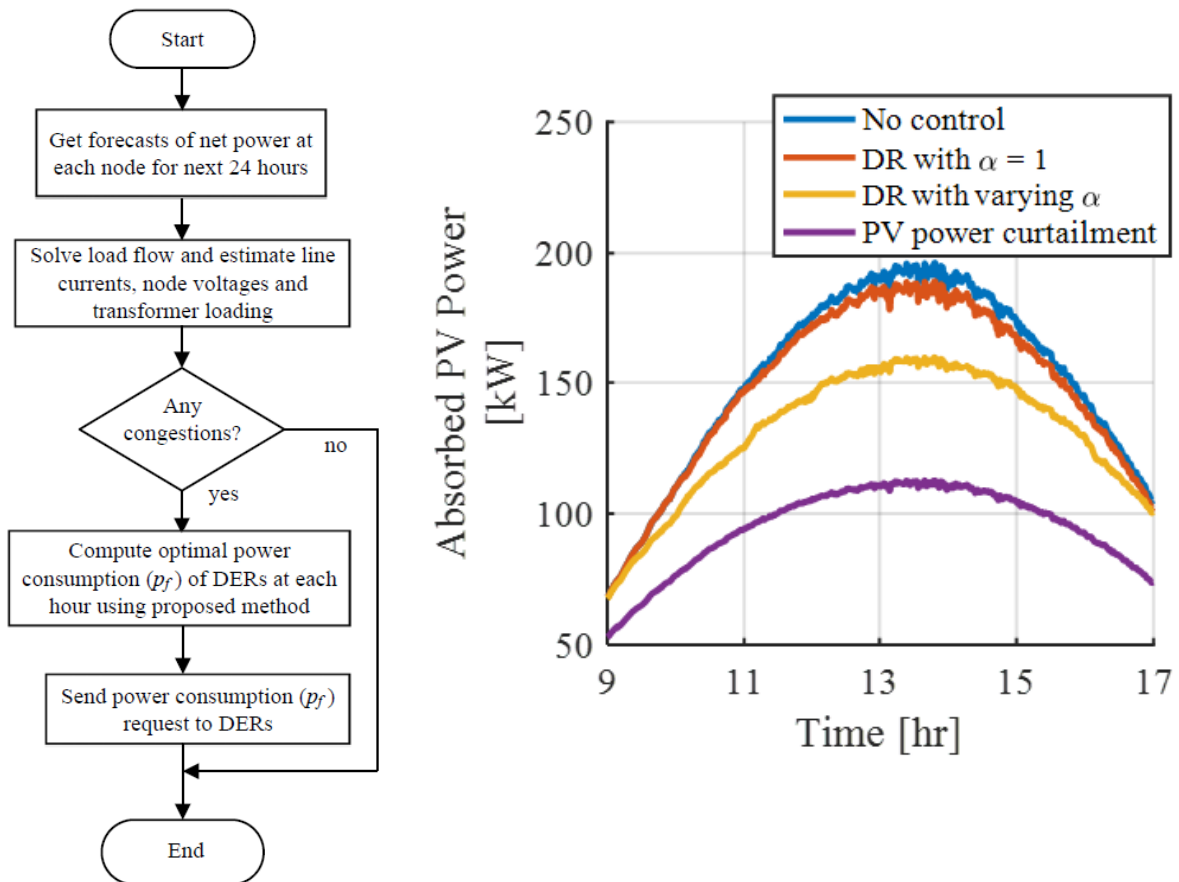 Start
Get forecasts of net power at
each node for next 24 hours
Solve load flow and estimate line
currents, node voltages and
transformer loading
Any
congestions?
no
yes
Compute optimal power
consumption (p_f) of DERs at each
hour using proposed method
Send power consumption (p_f)
request to DERs
End
Absorbed PV Power
[kW]
250
200
150
100
50
9
11
13
15
17
Time [hr]
No control
DR with α = 1
DR with varying α
PV power curtailment